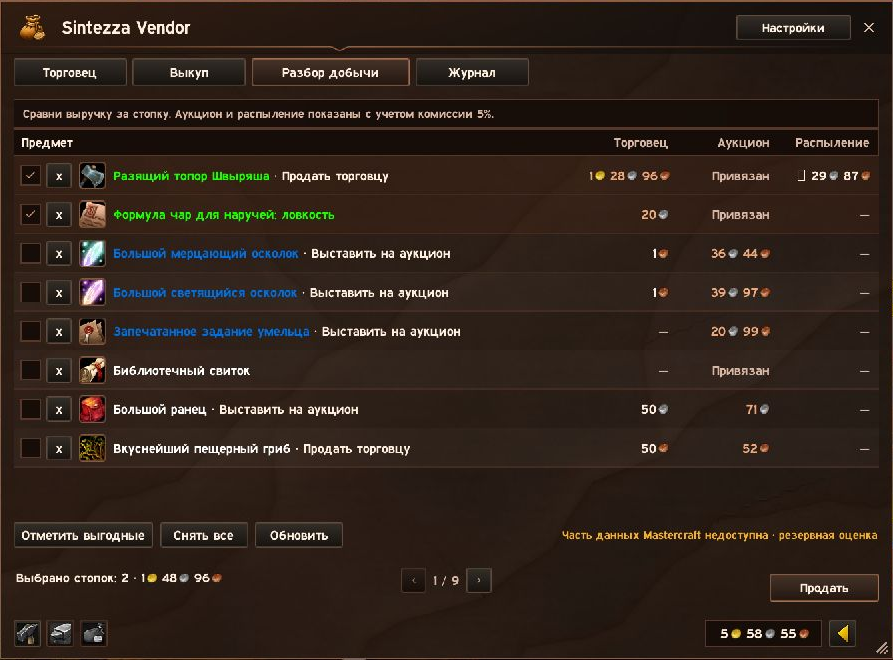 Sintezza Vendor
Настройки
Торговец Выкуп Разбор добычи Журнал
Сравни выручку за стопку. Аукцион и распыление показаны с учетом комиссии 5%.
Предмет Торговец Аукцион Распыление
x Разящий топор Швыряша · Продать торговцу 1 28 96 Привязан 29 87
x Формула чар для наручей: ловкость 20 Привязан —
x Большой мерцающий осколок · Выставить на аукцион 1 36 44 —
x Большой светящийся осколок · Выставить на аукцион 1 39 97 —
x Запечатанное задание умельца · Выставить на аукцион — 20 99 —
x Библиотечный свиток — Привязан —
x Большой ранец · Выставить на аукцион 50 71 —
x Вкуснейший пещерный гриб · Продать торговцу 50 52 —
Отметить выгодные Снять все Обновить Часть данных Mastercraft недоступна · резервная оценка
Выбрано стопок: 2 · 1 48 96 ‹ 1 / 9 ›
Продать
5 58 55